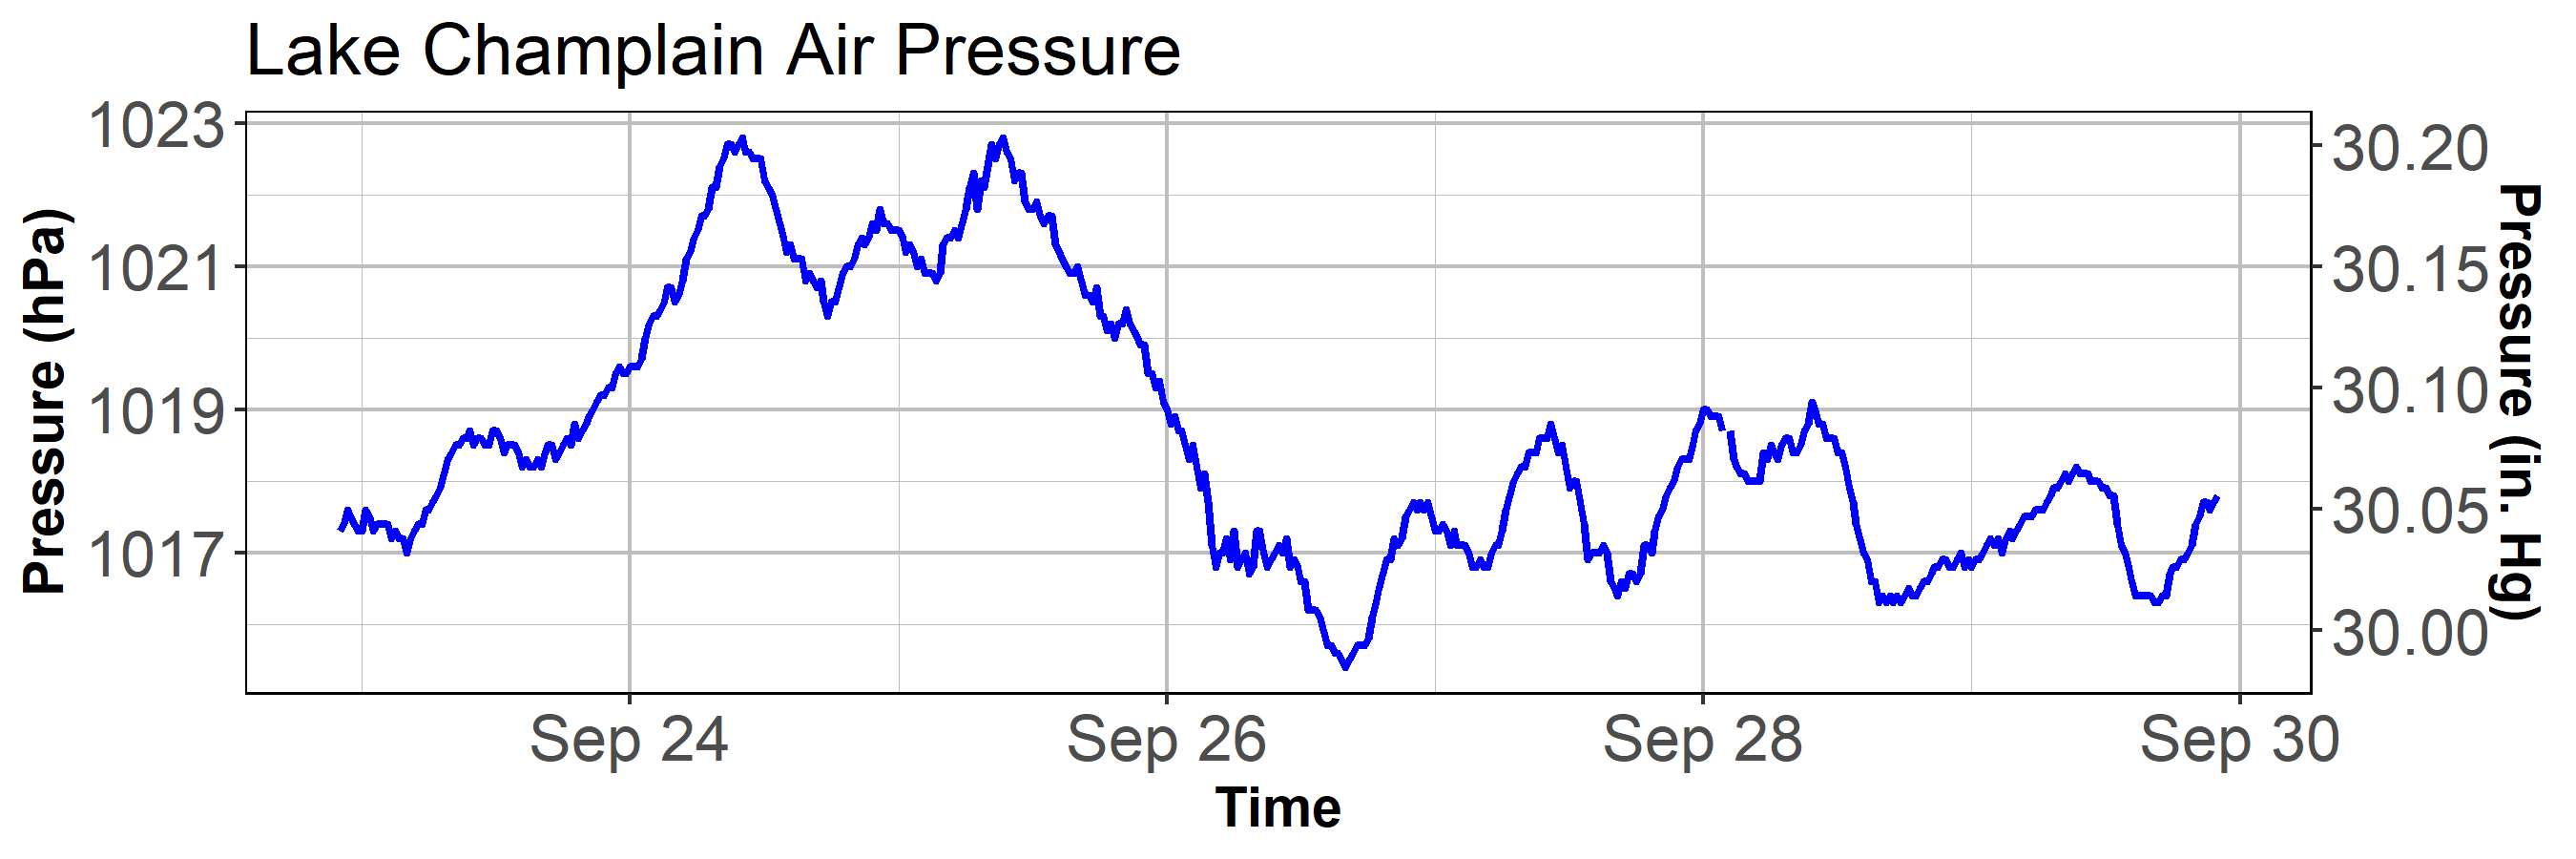 Lake Champlain Air Pressure
Pressure (hPa)
1023
1021
1019
1017
30.20
30.15
30.10
30.05
30.00
Pressure (in. Hg)
Sep 24
Sep 26
Sep 28
Sep 30
Time